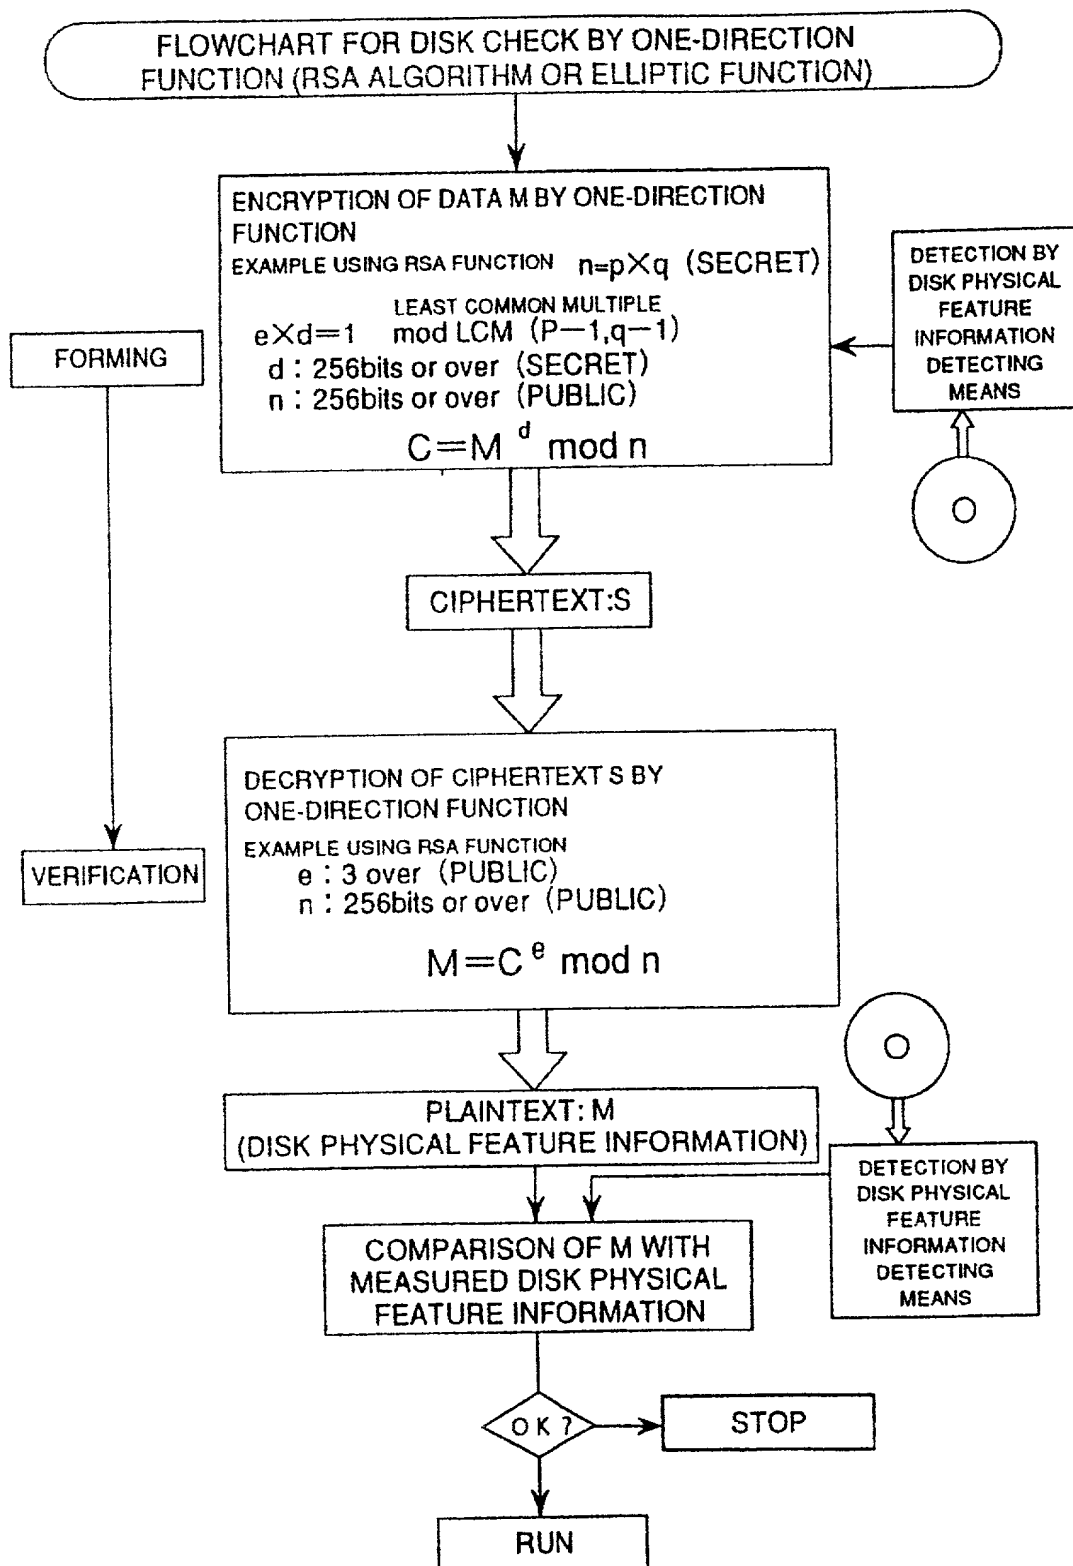 FLOWCHART FOR DISK CHECK BY ONE-DIRECTION
FUNCTION (RSA ALGORITHM OR ELLIPTIC FUNCTION)
ENCRYPTION OF DATA M BY ONE-DIRECTION
FUNCTION
EXAMPLE USING RSA FUNCTION n=p×q (SECRET)
LEAST COMMON MULTIPLE
e×d=1 mod LCM (P-1,q-1)
d : 256bits or over (SECRET)
n : 256bits or over (PUBLIC)
C=M^d mod n
DETECTION BY
DISK PHYSICAL
FEATURE
INFORMATION
DETECTING
MEANS
FORMING
CIPHERTEXT:S
DECRYPTION OF CIPHERTEXT S BY
ONE-DIRECTION FUNCTION
EXAMPLE USING RSA FUNCTION
e : 3 over (PUBLIC)
n : 256bits or over (PUBLIC)
M=C^e mod n
VERIFICATION
PLAINTEXT: M
(DISK PHYSICAL FEATURE INFORMATION)
DETECTION BY
DISK PHYSICAL
FEATURE
INFORMATION
DETECTING
MEANS
COMPARISON OF M WITH
MEASURED DISK PHYSICAL
FEATURE INFORMATION
OK?
STOP
RUN